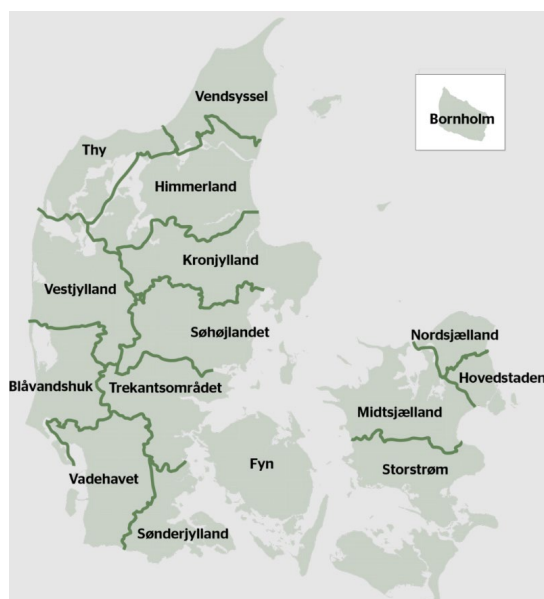 Vendsyssel
Bornholm
Thy
Himmerland
Kronjylland
Vestjylland
Søhøjlandet
Nordsjælland
Hovedstaden
Blåvandshuk
Trekantsområdet
Midtsjælland
Fyn
Storstrøm
Vadehavet
Sønderjylland